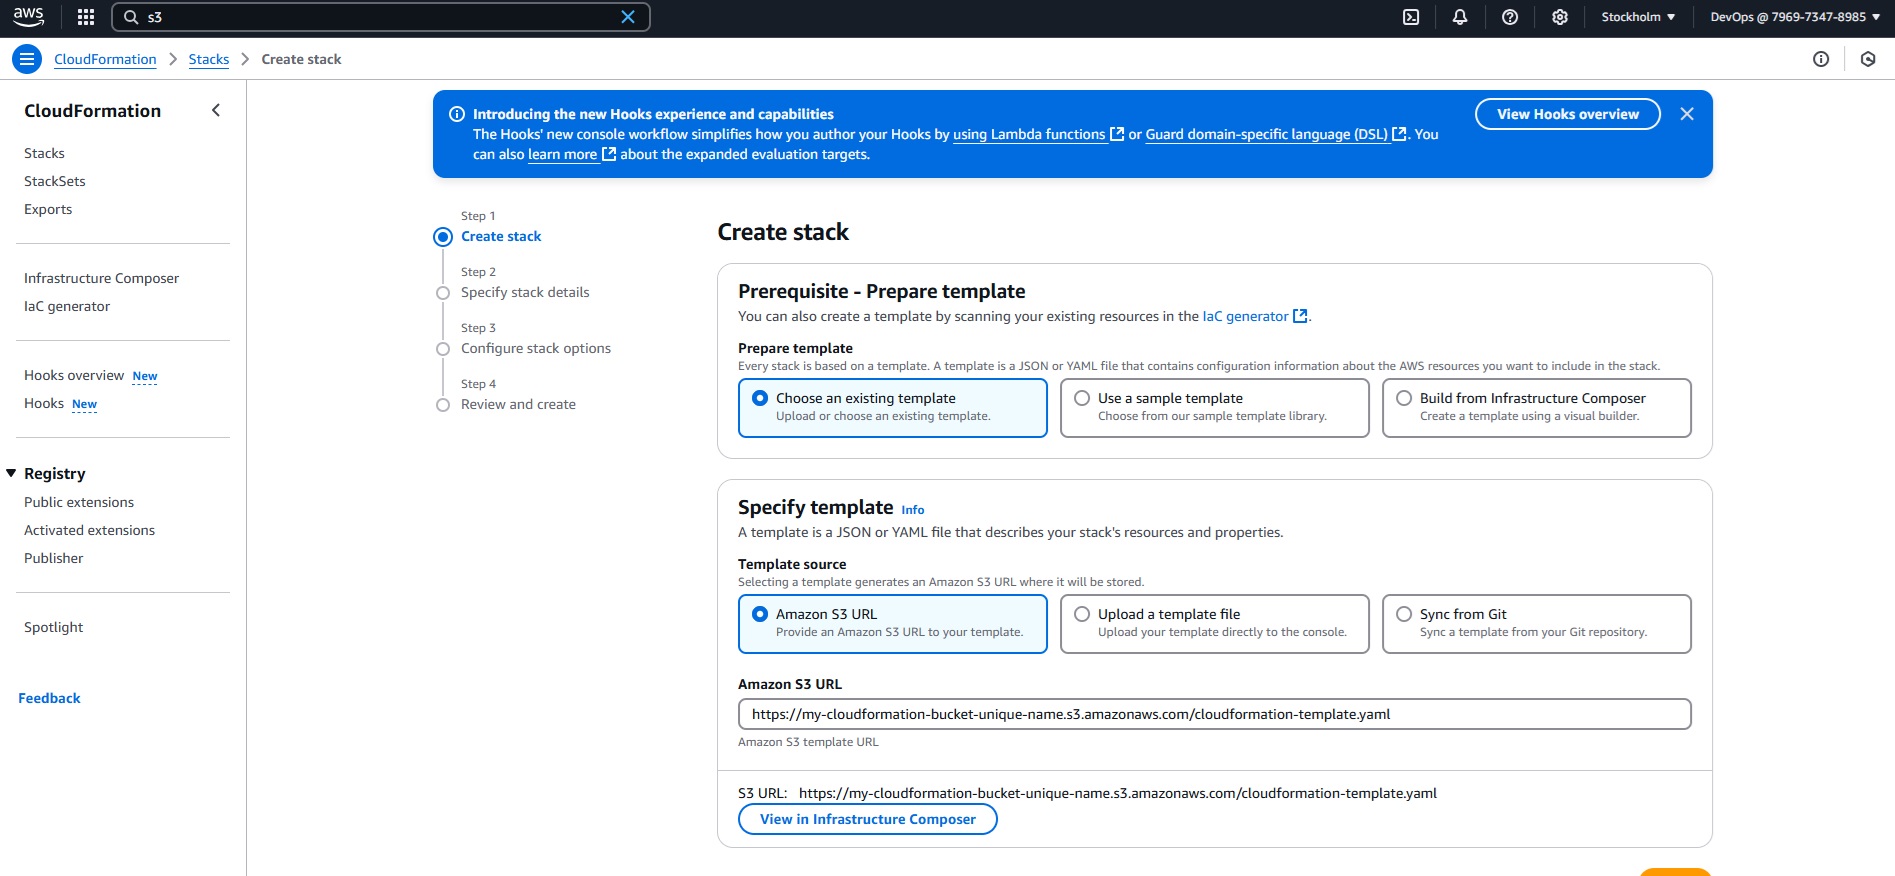 aws
s3
Stockholm
DevOps @ 7969-7347-8985
CloudFormation
Stacks
Create stack
CloudFormation
Stacks
StackSets
Exports
Infrastructure Composer
IaC generator
Hooks overview New
Hooks New
Registry
Public extensions
Activated extensions
Publisher
Spotlight
Feedback
Introducing the new Hooks experience and capabilities
The Hooks' new console workflow simplifies how you author your Hooks by using Lambda functions or Guard domain-specific language (DSL). You
can also learn more about the expanded evaluation targets.
View Hooks overview
Step 1
Create stack
Step 2
Specify stack details
Step 3
Configure stack options
Step 4
Review and create
Create stack
Prerequisite - Prepare template
You can also create a template by scanning your existing resources in the IaC generator.
Prepare template
Every stack is based on a template. A template is a JSON or YAML file that contains configuration information about the AWS resources you want to include in the stack.
Choose an existing template
Upload or choose an existing template.
Use a sample template
Choose from our sample template library.
Build from Infrastructure Composer
Create a template using a visual builder.
Specify template Info
A template is a JSON or YAML file that describes your stack's resources and properties.
Template source
Selecting a template generates an Amazon S3 URL where it will be stored.
Amazon S3 URL
Provide an Amazon S3 URL to your template.
Upload a template file
Upload your template directly to the console.
Sync from Git
Sync a template from your Git repository.
Amazon S3 URL
https://my-cloudformation-bucket-unique-name.s3.amazonaws.com/cloudformation-template.yaml
Amazon S3 template URL
S3 URL: https://my-cloudformation-bucket-unique-name.s3.amazonaws.com/cloudformation-template.yaml
View in Infrastructure Composer